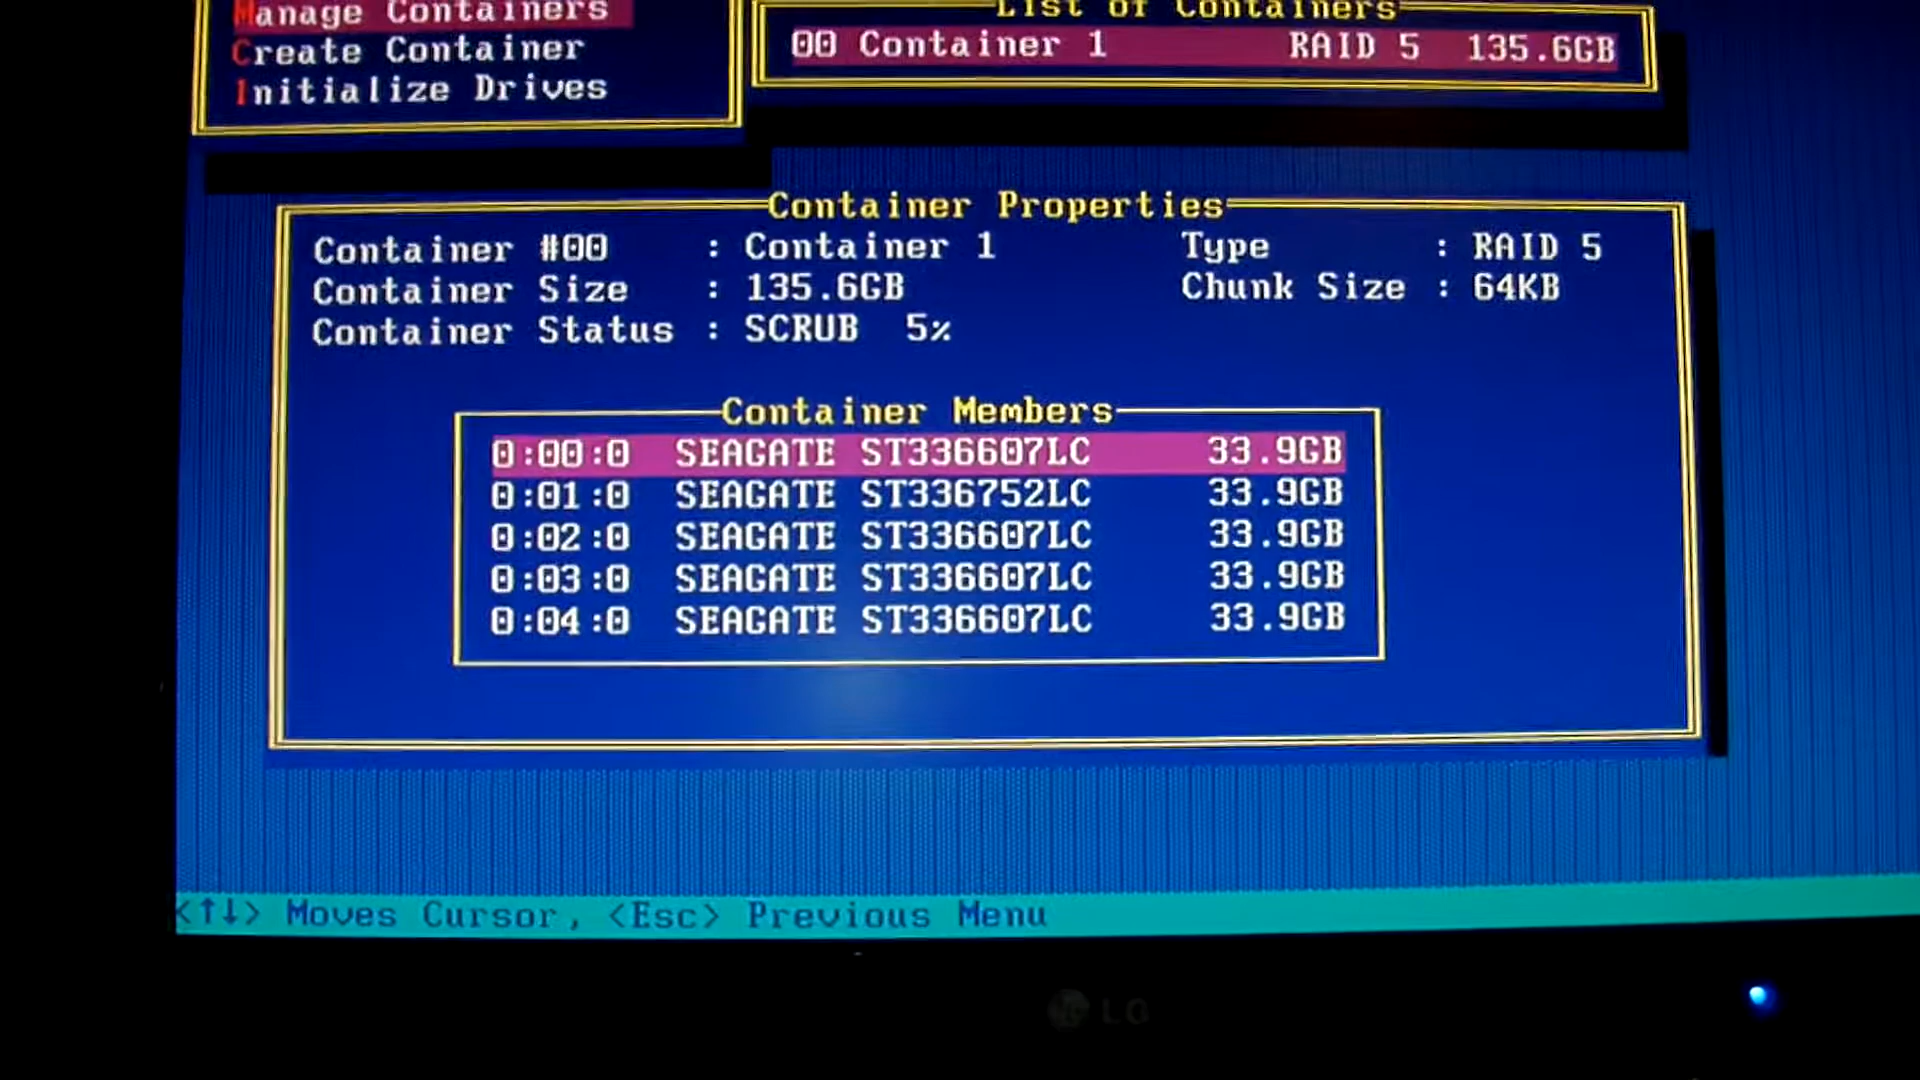 Manage Containers
Create Container
Initialize Drives
List of Containers
00 Container 1 RAID 5 135.6GB
Container Properties
Container #00 : Container 1 Type : RAID 5
Container Size : 135.6GB Chunk Size : 64KB
Container Status : SCRUB 5%
Container Members
0:00:0 SEAGATE ST336607LC 33.9GB
0:01:0 SEAGATE ST336752LC 33.9GB
0:02:0 SEAGATE ST336607LC 33.9GB
0:03:0 SEAGATE ST336607LC 33.9GB
0:04:0 SEAGATE ST336607LC 33.9GB
<↑↓> Moves Cursor, <Esc> Previous Menu
LG